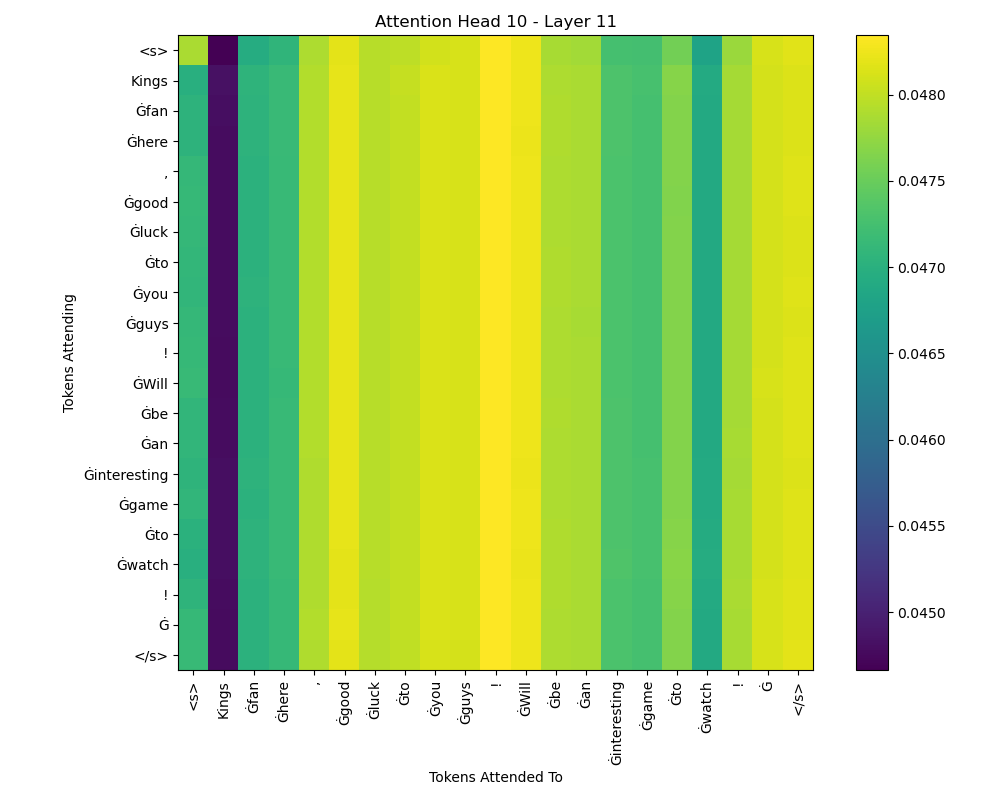 Attention Head 10 - Layer 11
Tokens Attending
<s>
Kings
Ġfan
Ġhere
,
Ġgood
Ġluck
Ġto
Ġyou
Ġguys
!
ĠWill
Ġbe
Ġan
Ġinteresting
Ġgame
Ġto
Ġwatch
!
Ġ
</s>
<s>
Kings
Ġfan
Ġhere
,
Ġgood
Ġluck
Ġto
Ġyou
Ġguys
!
ĠWill
Ġbe
Ġan
Ġinteresting
Ġgame
Ġto
Ġwatch
!
Ġ
</s>
Tokens Attended To
0.0480
0.0475
0.0470
0.0465
0.0460
0.0455
0.0450